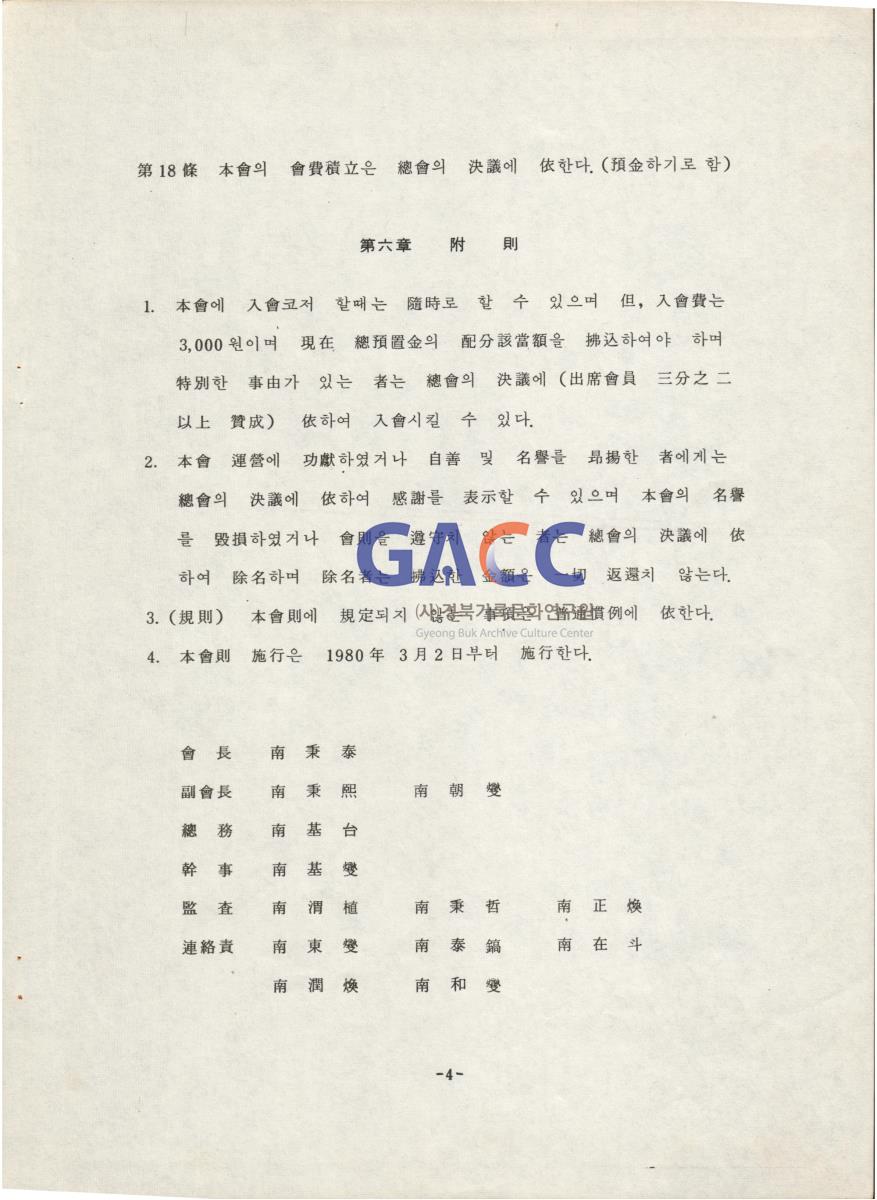 第18條 本會의 會費積立은 總會의 決議에 依한다. (預金하기로 함)
第六章 附 則
1. 本會에 入會코저 할때는 隨時로 할 수 있으며 但, 入會費는
3,000원이며 現在 總預置金의 配分該當額을 拂込하여야 하며
特別한 事由가 있는 者는 總會의 決議에 (出席會員 三分之二
以上 贊成) 依하여 入會시킬 수 있다.
2. 本會 運營에 功獻하였거나 自善 및 名譽를 昻揚한 者에게는
總會의 決議에 依하여 感謝를 表示할 수 있으며 本會의 名譽
를 毁損하였거나 會則을 遵守치 않는 者는 總會의 決議에 依
하여 除名하며 除名者는 拂込한 金額은 一切 返還치 않는다.
GACC
3. (規則) 本會則에 規定되지 않은 事項은 普通慣例에 依한다.
(사)경북기록문화연구원
Gyeong Buk Archive Culture Center
4. 本會則 施行은 1980年 3月2日부터 施行한다.
會 長 南 秉 泰
副會長 南 秉 熙 南 朝 燮
總 務 南 基 台
幹 事 南 基 燮
監 査 南 渭 植 南 秉 哲 南 正 煥
連絡責 南 東 燮 南 泰 鎬 南 在 斗
南 潤 煥 南 和 燮
-4-